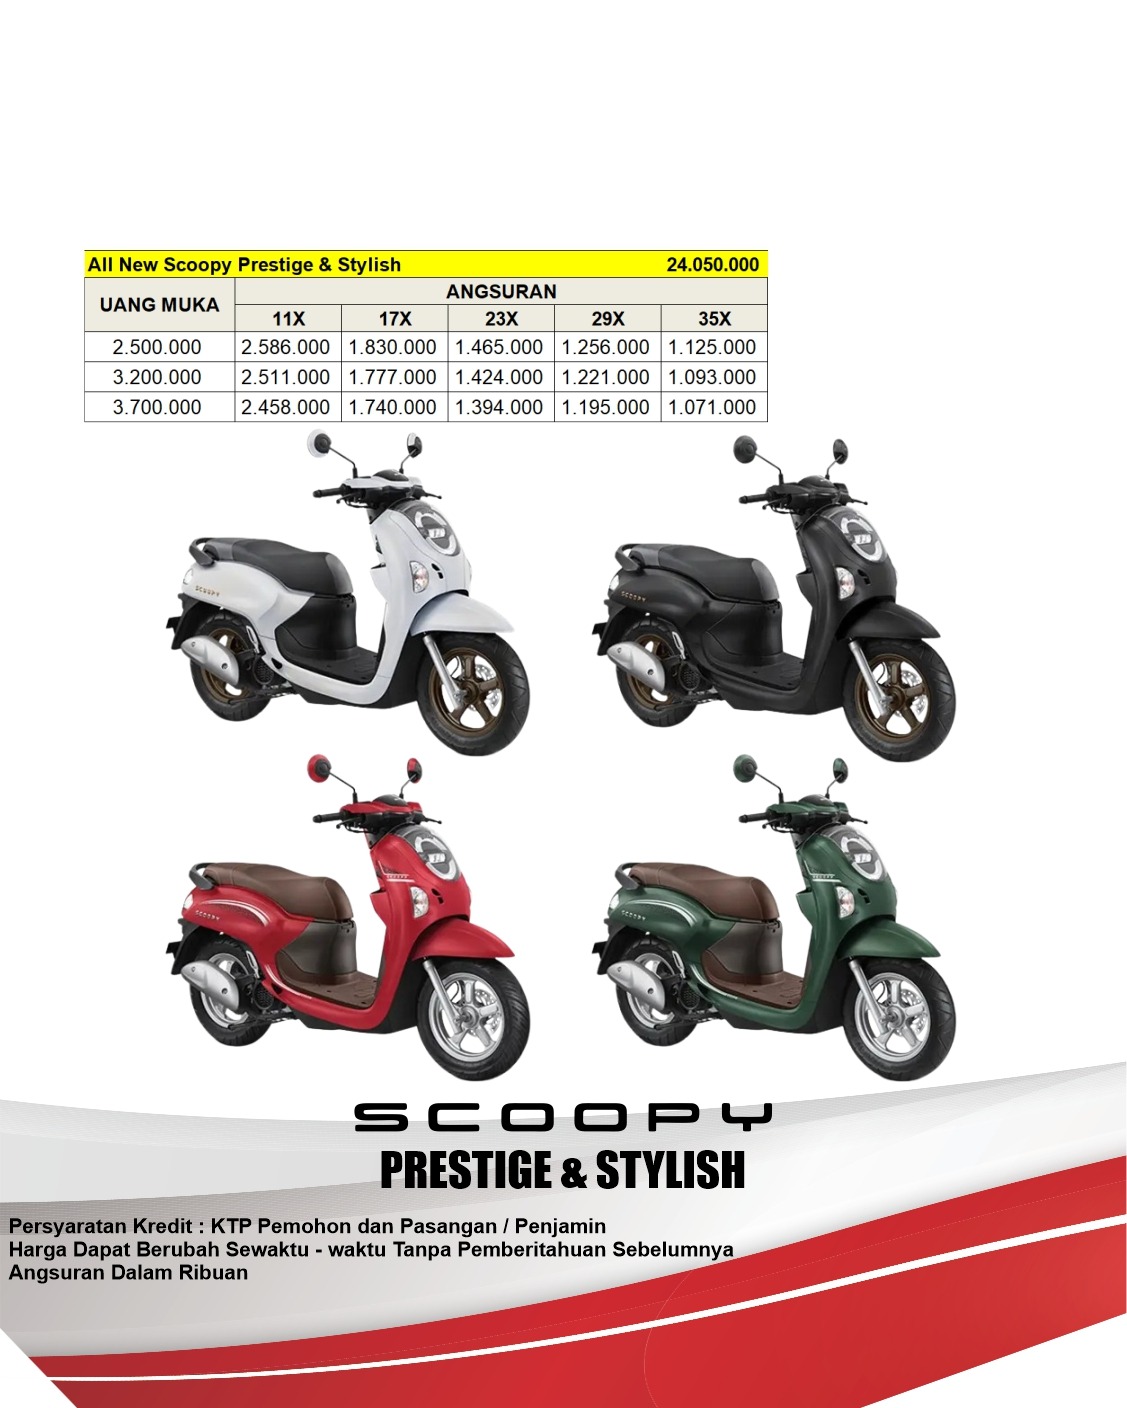 All New Scoopy Prestige & Stylish 24.050.000
UANG MUKA ANGSURAN
11X 17X 23X 29X 35X
2.500.000 2.586.000 1.830.000 1.465.000 1.256.000 1.125.000
3.200.000 2.511.000 1.777.000 1.424.000 1.221.000 1.093.000
3.700.000 2.458.000 1.740.000 1.394.000 1.195.000 1.071.000
SCOOPY
SCOOPY
SCOOPY
SCOOPY
SCOOPY
PRESTIGE & STYLISH
Persyaratan Kredit : KTP Pemohon dan Pasangan / Penjamin
Harga Dapat Berubah Sewaktu - waktu Tanpa Pemberitahuan Sebelumnya
Angsuran Dalam Ribuan